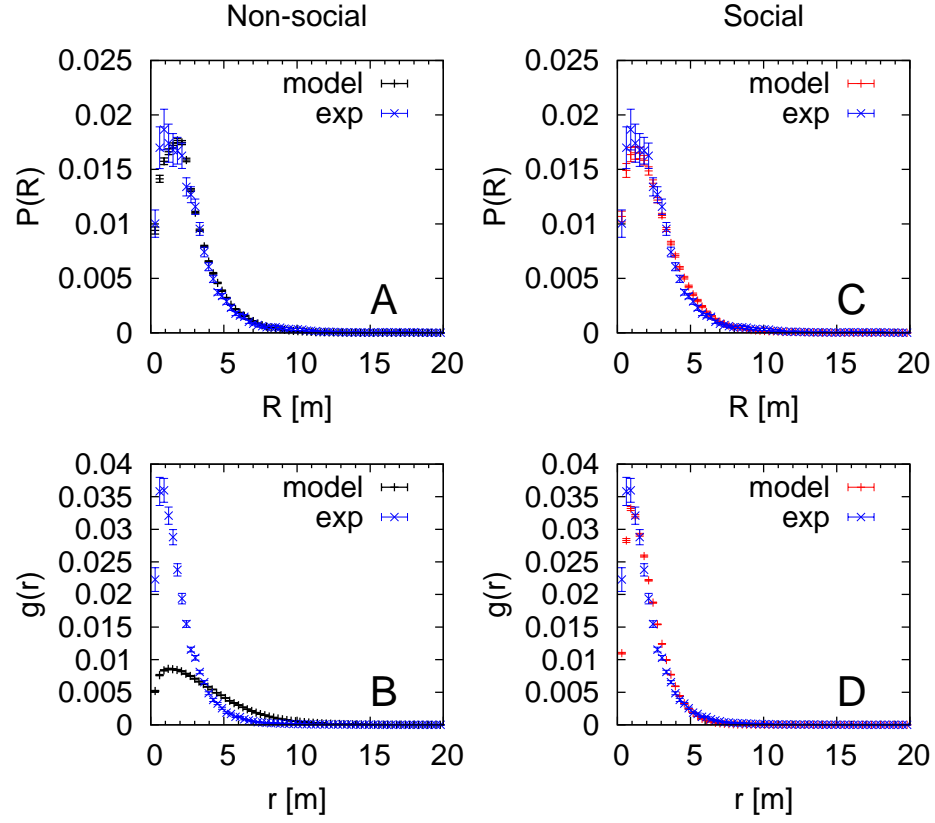 Non-social
Social
0.025
0.02
0.015
0.01
0.005
0
P(R)
model
exp
A
0 5 10 15 20
R [m]
0.025
0.02
0.015
0.01
0.005
0
P(R)
model
exp
C
0 5 10 15 20
R [m]
0.04
0.035
0.03
0.025
0.02
0.015
0.01
0.005
0
g(r)
model
exp
B
0 5 10 15 20
r [m]
0.04
0.035
0.03
0.025
0.02
0.015
0.01
0.005
0
g(r)
model
exp
D
0 5 10 15 20
r [m]